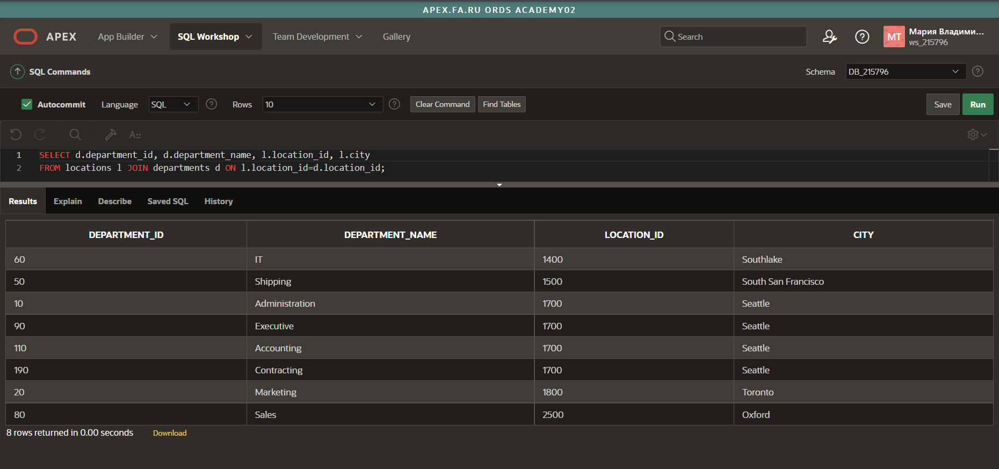 APEX.FA.RU ORDS ACADEMY02
APEX App Builder SQL Workshop Team Development Gallery Search MT Мария Владими...
ws_215796
SQL Commands Schema DB_215796
Autocommit Language SQL Rows 10 Clear Command Find Tables Save Run
1 SELECT d.department_id, d.department_name, l.location_id, l.city
2 FROM locations l JOIN departments d ON l.location_id=d.location_id;
Results Explain Describe Saved SQL History
DEPARTMENT_ID DEPARTMENT_NAME LOCATION_ID CITY
60 IT 1400 Southlake
50 Shipping 1500 South San Francisco
10 Administration 1700 Seattle
90 Executive 1700 Seattle
110 Accounting 1700 Seattle
190 Contracting 1700 Seattle
20 Marketing 1800 Toronto
80 Sales 2500 Oxford
8 rows returned in 0.00 seconds Download